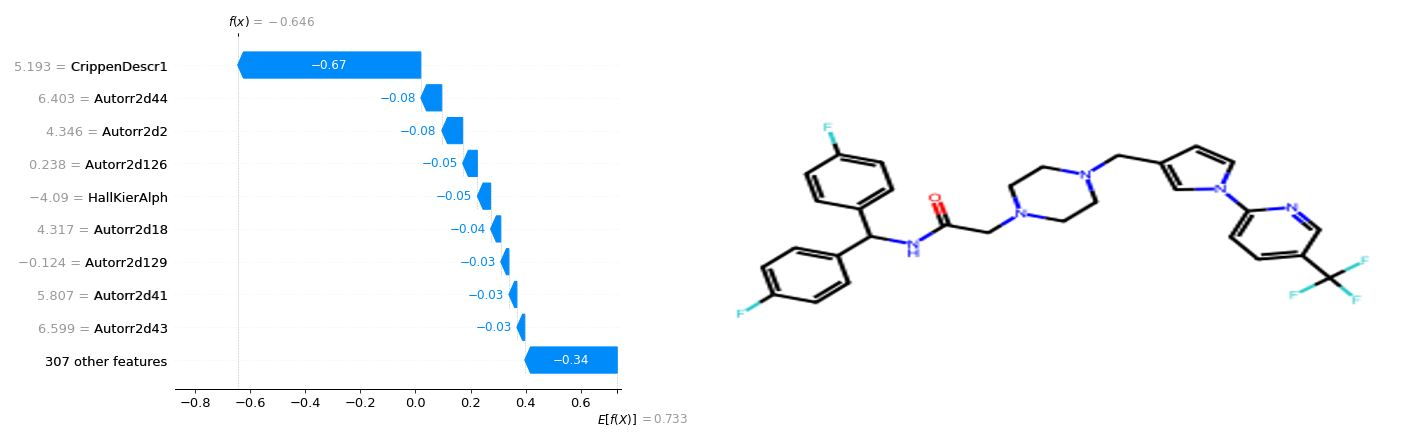 f(x) = −0.646
5.193 = CrippenDescr1
−0.67
6.403 = Autorr2d44
−0.08
4.346 = Autorr2d2
−0.08
0.238 = Autorr2d126
−0.05
−4.09 = HallKierAlph
−0.05
4.317 = Autorr2d18
−0.04
−0.124 = Autorr2d129
−0.03
5.807 = Autorr2d41
−0.03
6.599 = Autorr2d43
−0.03
307 other features
−0.34
−0.8 −0.6 −0.4 −0.2 0.0 0.2 0.4 0.6
E[f(X)] = 0.733
F
F
O
N
H
N
N
N
N
F
F
F